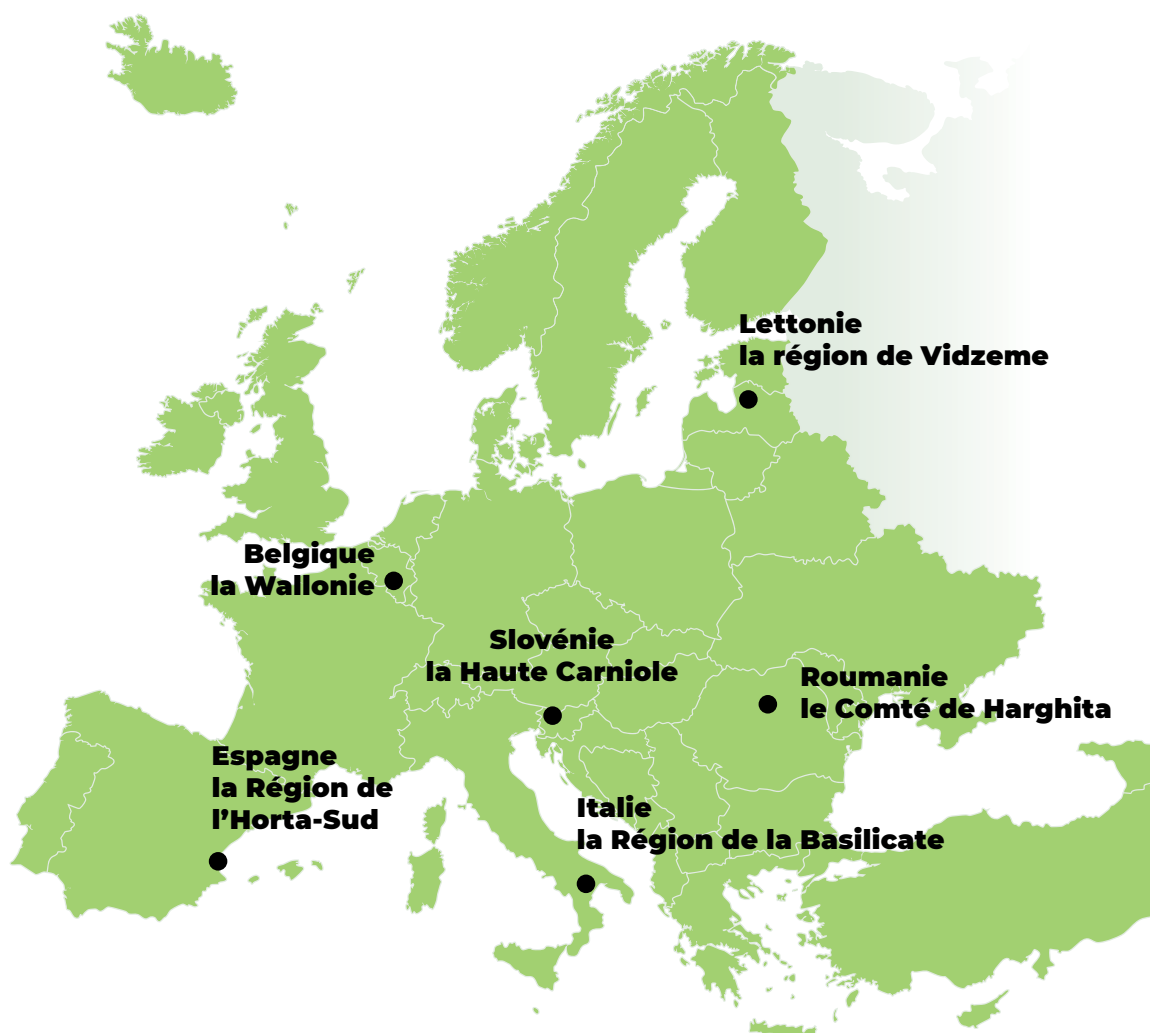 Lettonie
la région de Vidzeme
Belgique
la Wallonie
Slovénie
la Haute Carniole
Roumanie
le Comté de Harghita
Espagne
la Région de
l’Horta-Sud
Italie
la Région de la Basilicate